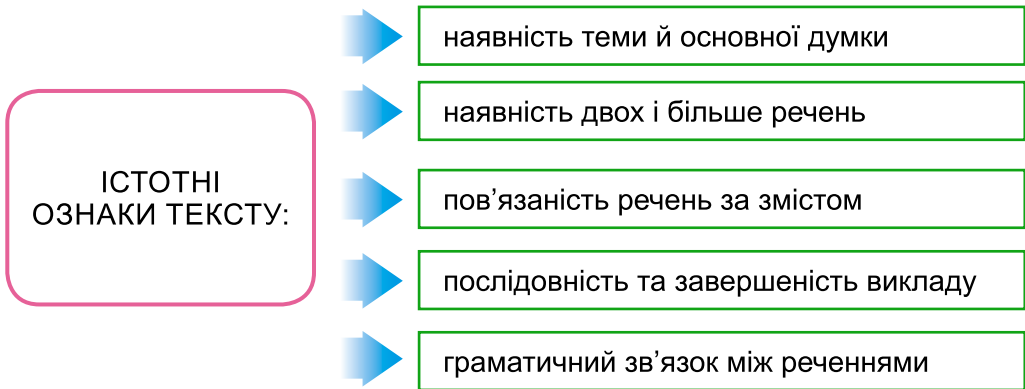 ІСТОТНІ
ОЗНАКИ ТЕКСТУ:
наявність теми й основної думки
наявність двох і більше речень
пов’язаність речень за змістом
послідовність та завершеність викладу
граматичний зв’язок між реченнями